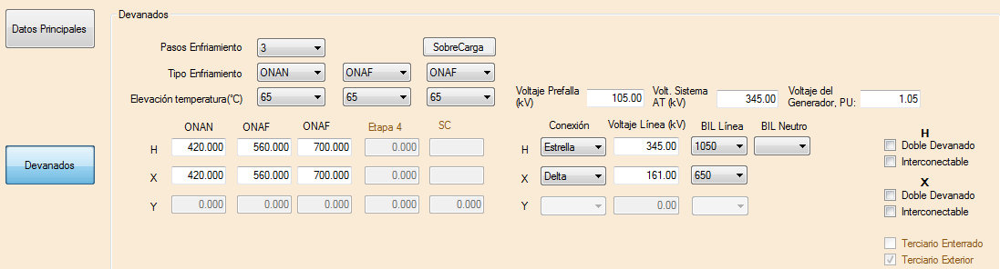 Datos Principales
Devanados
Devanados
Pasos Enfriamiento 3 SobreCarga
Tipo Enfriamiento ONAN ONAF ONAF
Elevación temperatura(°C) 65 65 65
Voltaje Prefalla (kV) 105.00 Volt. Sistema AT (kV) 345.00 Voltaje del Generador, PU: 1.05
ONAN ONAF ONAF Etapa 4 SC
H 420.000 560.000 700.000 0.000
X 420.000 560.000 700.000 0.000
Y 0.000 0.000 0.000 0.000 0.000
Conexión Voltaje Línea (kV) BIL Línea BIL Neutro
H Estrella 345.00 1050
X Delta 161.00 650
Y 0.00
H
Doble Devanado
Interconectable
X
Doble Devanado
Interconectable
Terciario Enterrado
Terciario Exterior